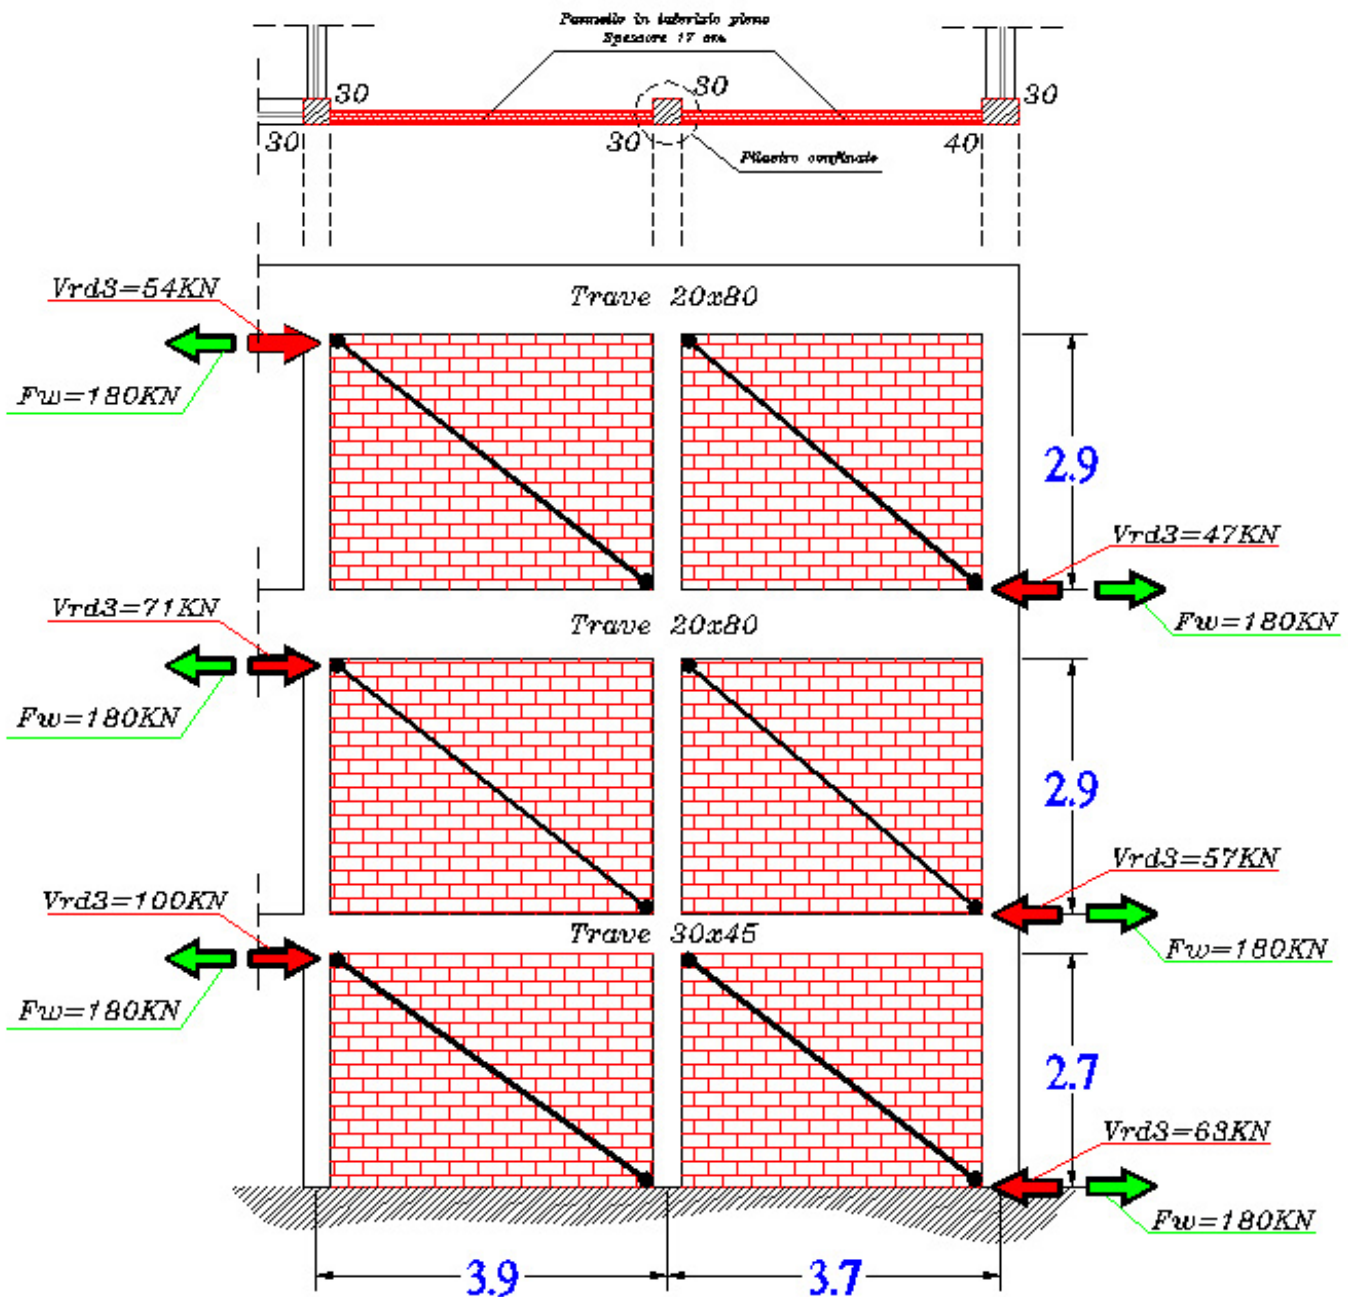 Pannello in laterizio pieno
Spessore 17 cm
30
30
30
30
30
40
Pilastro confinato
Vrd3=54KN
Trave 20x80
Fw=180KN
2.9
Vrd3=47KN
Vrd3=71KN
Trave 20x80
Fw=180KN
Fw=180KN
2.9
Vrd3=57KN
Vrd3=100KN
Trave 30x45
Fw=180KN
Fw=180KN
2.7
Vrd3=63KN
Fw=180KN
3.9
3.7